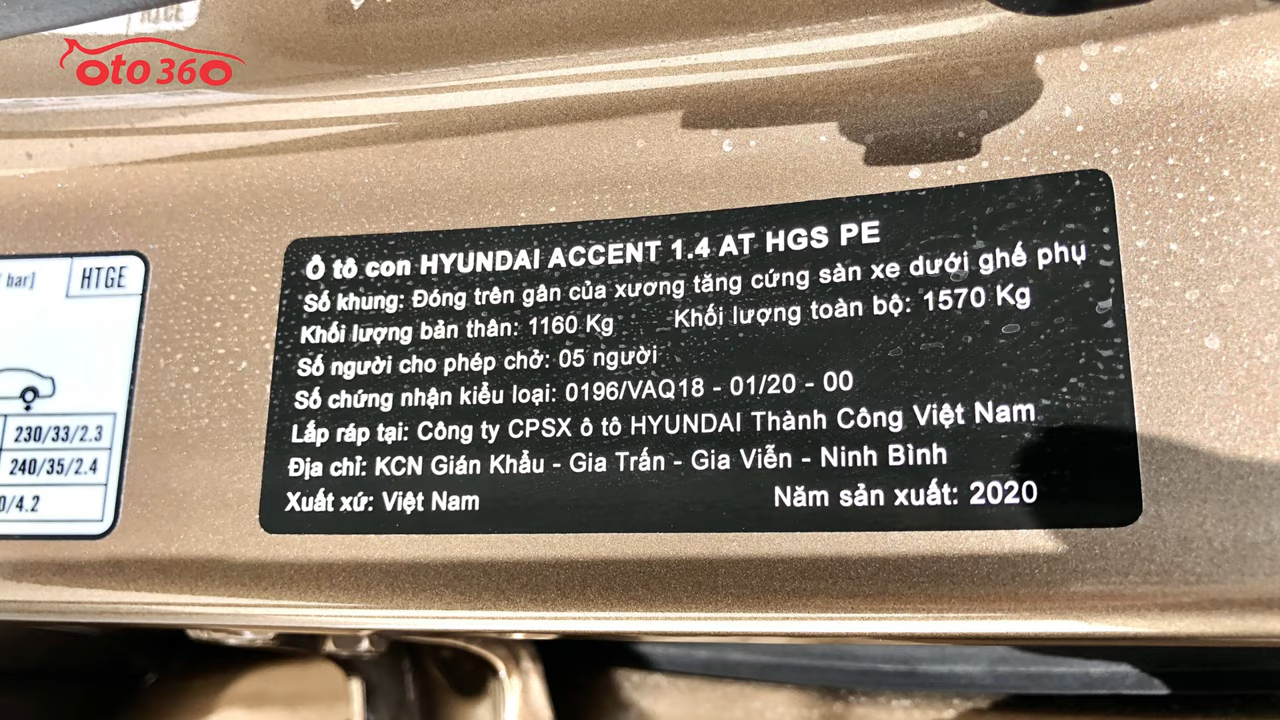 oto 360
bar]
HTGE
230/33/2.3
240/35/2.4
0/4.2
Ô tô con HYUNDAI ACCENT 1.4 AT HGS PE
Số khung: Đóng trên gân của xương tăng cứng sàn xe dưới ghế phụ
Khối lượng bản thân: 1160 Kg Khối lượng toàn bộ: 1570 Kg
Số người cho phép chở: 05 người
Số chứng nhận kiểu loại: 0196/VAQ18 - 01/20 - 00
Lắp ráp tại: Công ty CPSX ô tô HYUNDAI Thành Công Việt Nam
Địa chỉ: KCN Gián Khẩu - Gia Trấn - Gia Viễn - Ninh Bình
Xuất xứ: Việt Nam Năm sản xuất: 2020